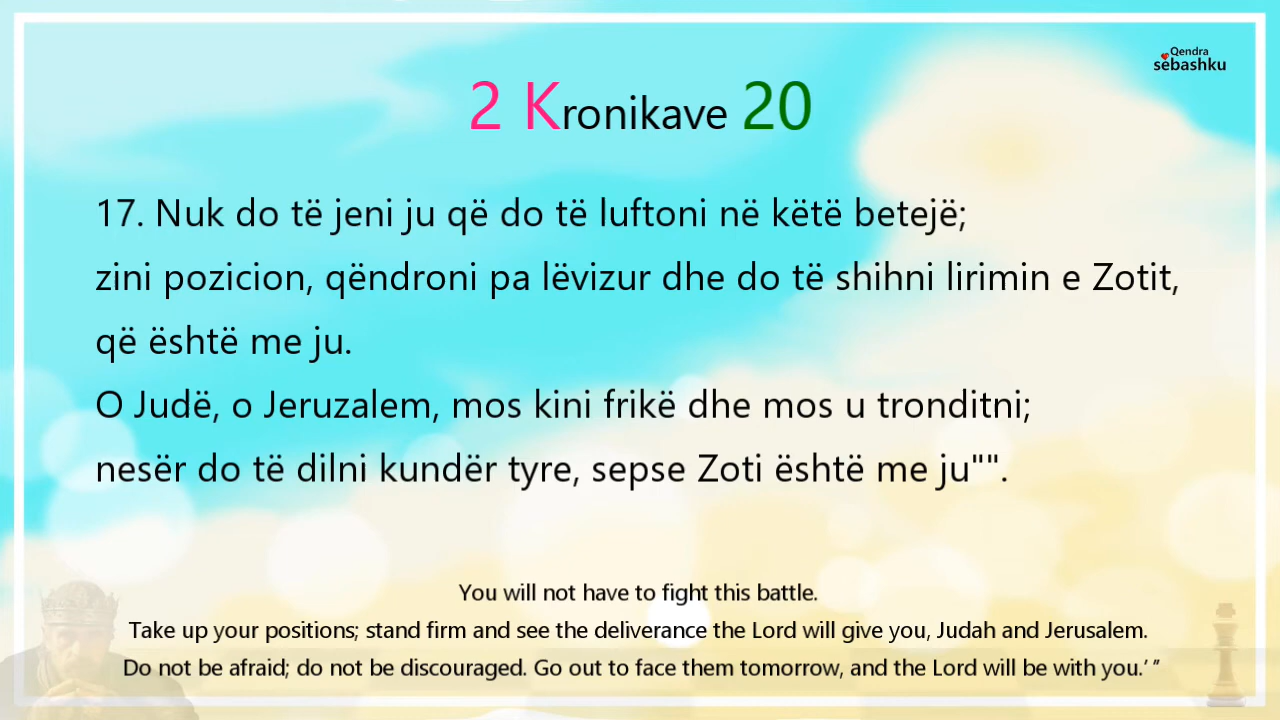 Qendra
sëbashku
2 Kronikave 20
17. Nuk do të jeni ju që do të luftoni në këtë betejë;
zini pozicion, qëndroni pa lëvizur dhe do të shihni lirimin e Zotit,
që është me ju.
O Judë, o Jeruzalem, mos kini frikë dhe mos u tronditni;
nesër do të dilni kundër tyre, sepse Zoti është me ju"".
You will not have to fight this battle.
Take up your positions; stand firm and see the deliverance the Lord will give you, Judah and Jerusalem.
Do not be afraid; do not be discouraged. Go out to face them tomorrow, and the Lord will be with you.’ ”